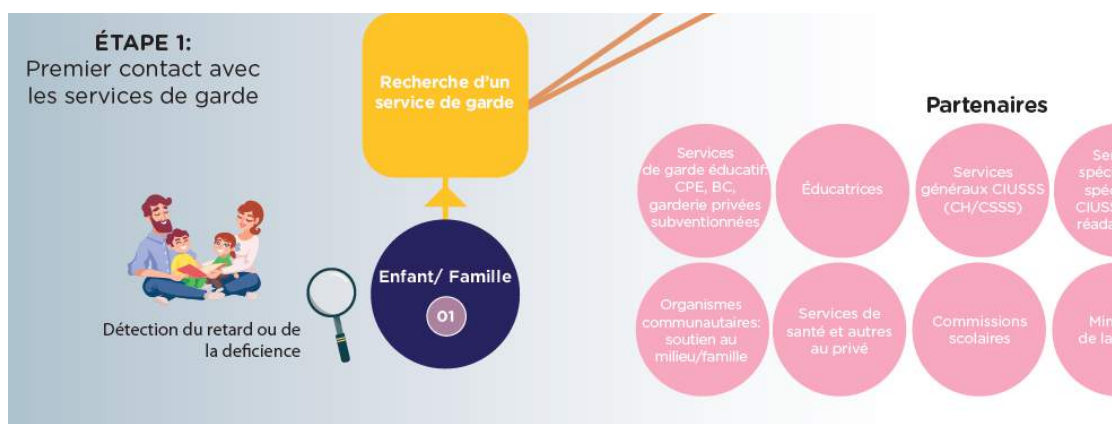 ÉTAPE 1:
Premier contact avec
les services de garde
Recherche d'un
service de garde
Enfant/ Famille
01
Détection du retard ou de
la deficience
Partenaires
Services
de garde éducatif:
CPE, BC,
garderie privées
subventionnées
Éducatrices
Services
généraux CIUSSS
(CH/CSSS)
Organismes
communautaires:
soutien au
milieu/famille
Services de
santé et autres
au privé
Commissions
scolaires
de la